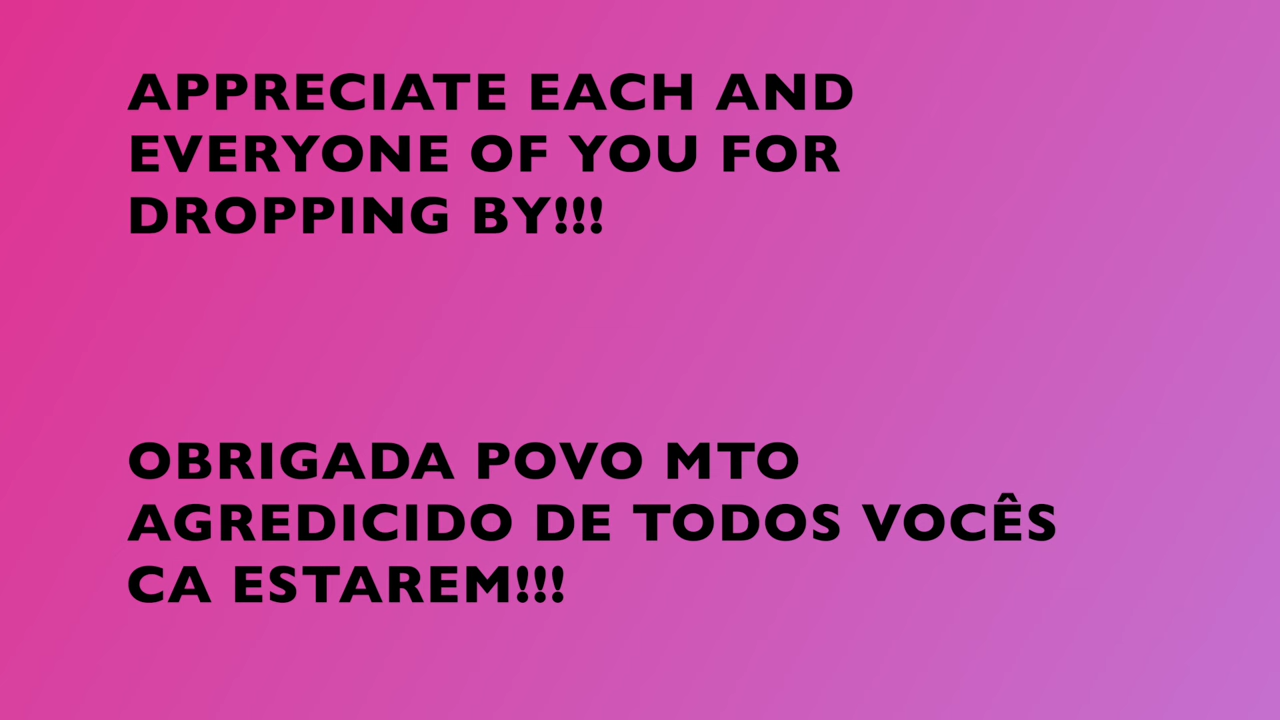 APPRECIATE EACH AND
EVERYONE OF YOU FOR
DROPPING BY!!!
OBRIGADA POVO MTO
AGREDICIDO DE TODOS VOCÊS
CA ESTAREM!!!